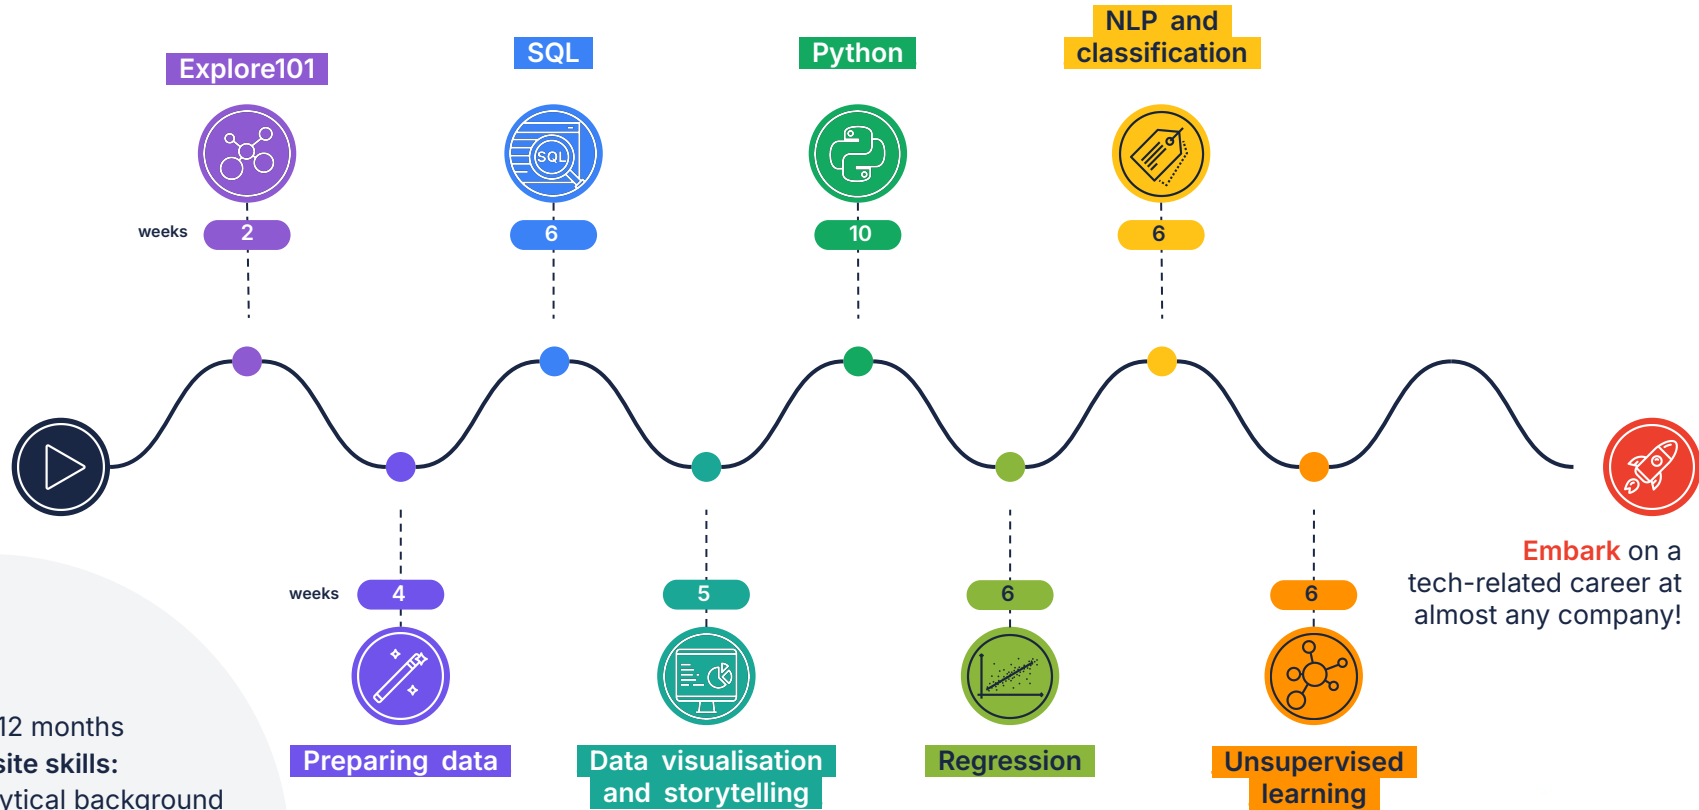 Explore101
SQL
Python
NLP and
classification
SQL
weeks
2
6
10
6
weeks
4
5
6
6
Embark on a
tech-related career at
almost any company!
Preparing data
Data visualisation
and storytelling
Regression
Unsupervised
learning
12 months
skills:
background